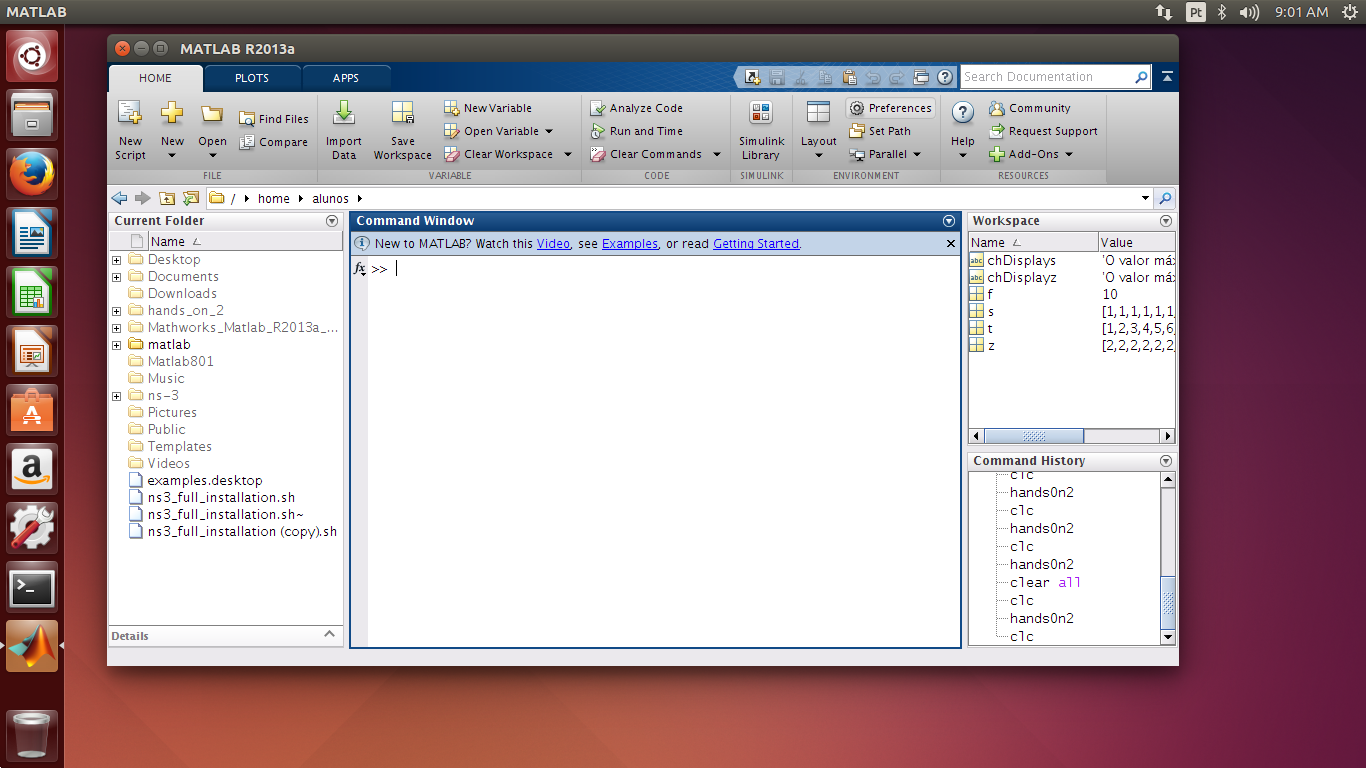 MATLAB
Pt
9:01 AM
MATLAB R2013a
HOME
PLOTS
APPS
Search Documentation
New Script
New
Open
Find Files
Compare
FILE
Import Data
Save Workspace
New Variable
Open Variable
Clear Workspace
VARIABLE
Analyze Code
Run and Time
Clear Commands
CODE
Simulink Library
SIMULINK
Layout
Preferences
Set Path
Parallel
ENVIRONMENT
Help
Community
Request Support
Add-Ons
RESOURCES
/ home alunos
Current Folder
Name
Desktop
Documents
Downloads
hands_on_2
Mathworks_Matlab_R2013a_...
matlab
Matlab801
Music
ns-3
Pictures
Public
Templates
Videos
examples.desktop
ns3_full_installation.sh
ns3_full_installation.sh~
ns3_full_installation (copy).sh
Details
Command Window
New to MATLAB? Watch this Video, see Examples, or read Getting Started.
fx >>
Workspace
Name Value
chDisplays 'O valor má
chDisplayz 'O valor má
f 10
s [1,1,1,1,1,1,
t [1,2,3,4,5,6,
z [2,2,2,2,2,2,
Command History
clc
hands0n2
clc
hands0n2
clc
hands0n2
clear all
clc
hands0n2
clc